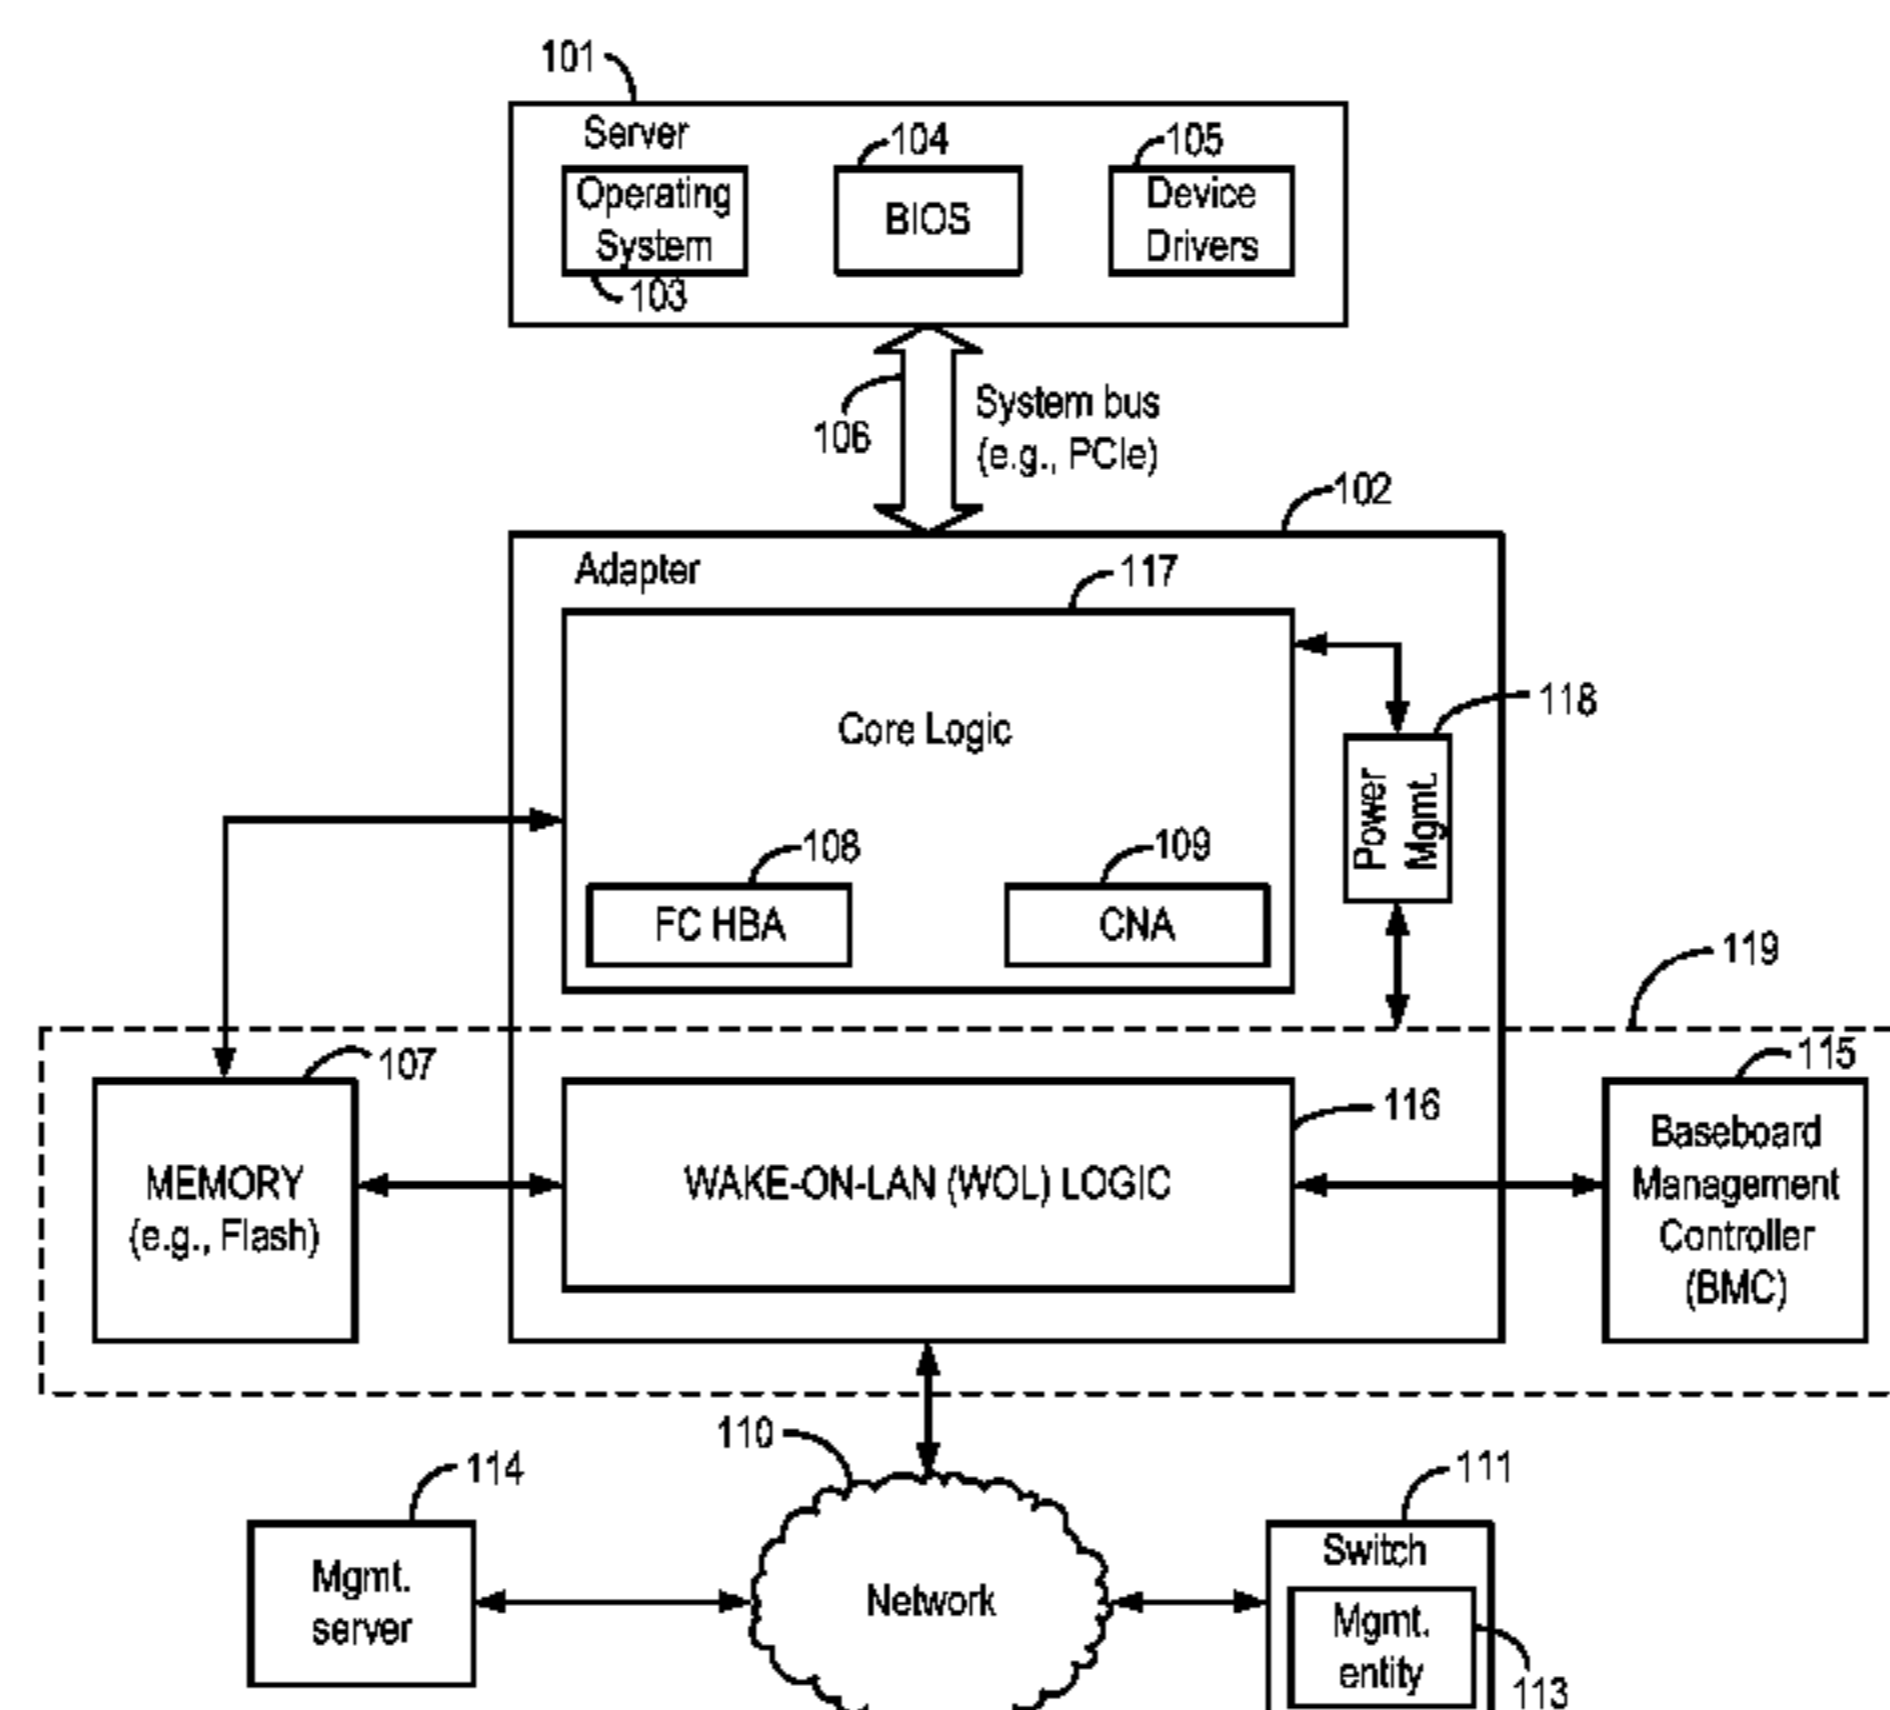 101
Server
104
105
Operating
System
BIOS
Device
Drivers
103
106
System bus
(e.g., PCIe)
102
Adapter
117
Core Logic
118
Power
Mgmt.
108
109
FC HBA
CNA
119
107
115
116
MEMORY
(e.g., Flash)
WAKE-ON-LAN (WOL) LOGIC
Baseboard
Management
Controller
(BMC)
110
114
111
Mgmt.
server
Network
Switch
Mgmt.
entity
113